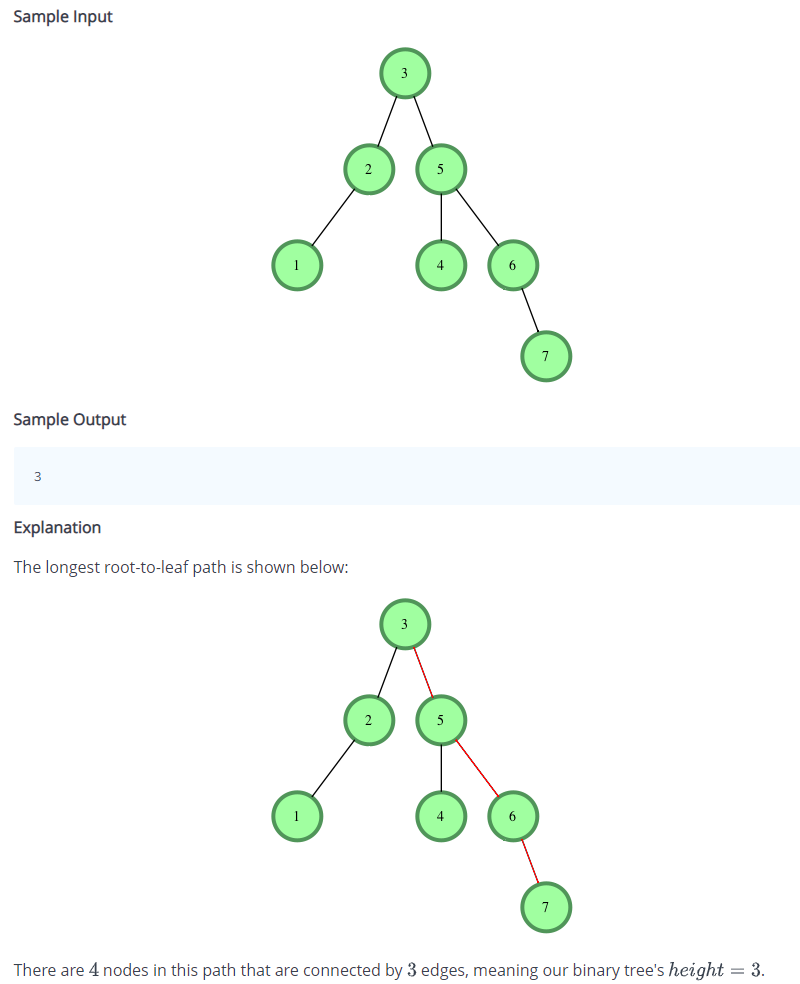 Sample Input
3
2 5
1 4 6
7
Sample Output
3
Explanation
The longest root-to-leaf path is shown below:
3
2 5
1 4 6
7
There are 4 nodes in this path that are connected by 3 edges, meaning our binary tree's height = 3.